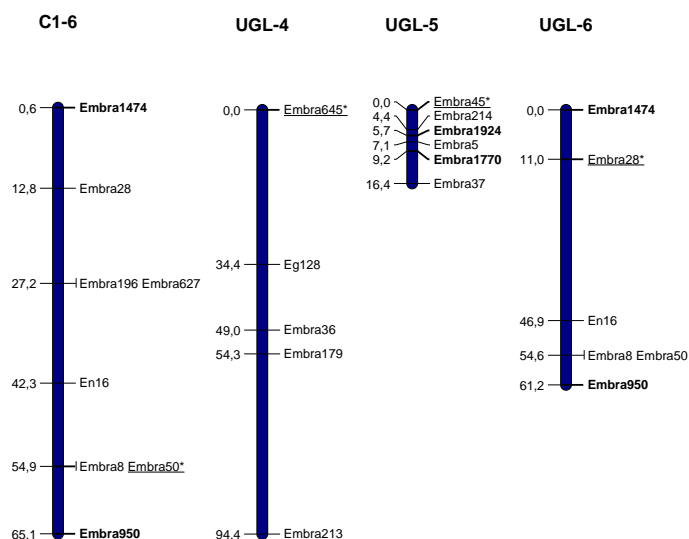 C1-6
0,6 Embra1474
12,8 Embra28
27,2 Embra196 Embra627
42,3 En16
54,9 Embra8 Embra50*
65,1 Embra950
UGL-4
0,0 Embra645*
34,4 Eg128
49,0 Embra36
54,3 Embra179
94,4 Embra213
UGL-5
0,0 Embra45*
4,4 Embra214
5,7 Embra1924
7,1 Embra5
9,2 Embra1770
16,4 Embra37
UGL-6
0,0 Embra1474
11,0 Embra28*
46,9 En16
54,6 Embra8 Embra50
61,2 Embra950